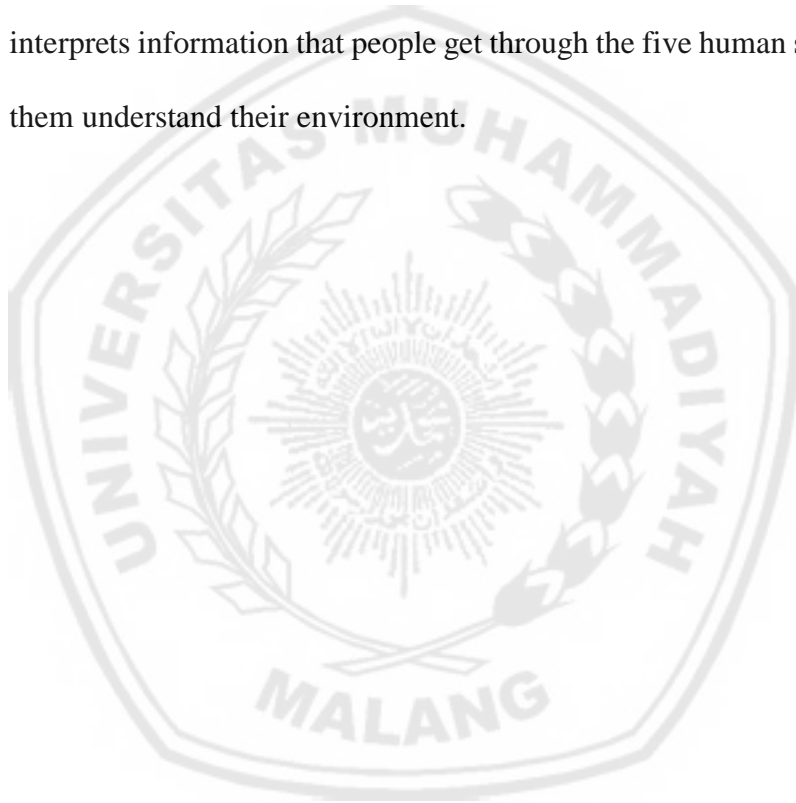 interprets information that people get through the five human
them understand their environment.
UNIVERSITAS MUHAMMADIYAH
MALANG